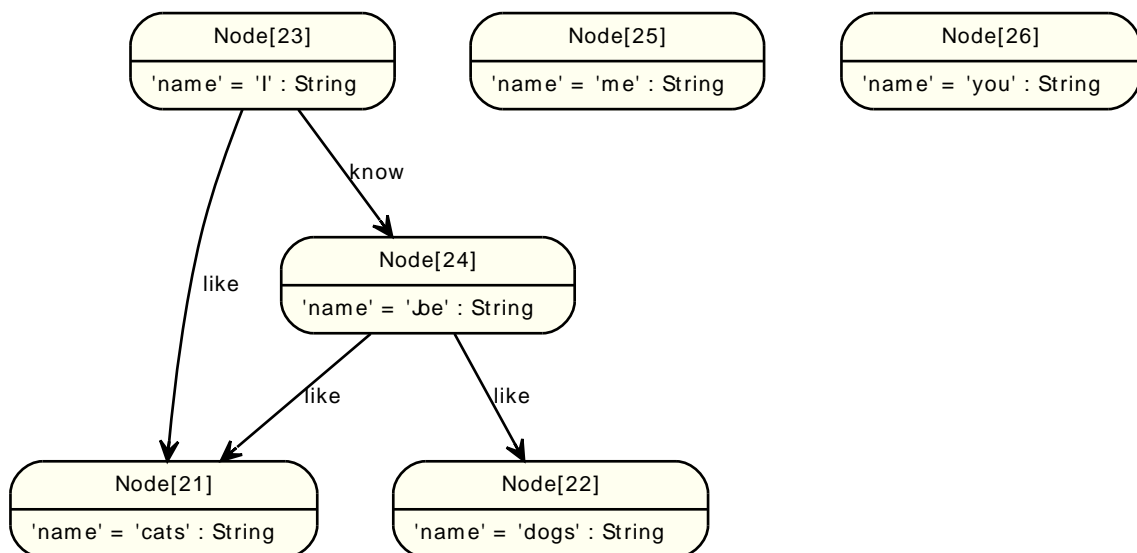 Node[23]
'name' = 'I' : String
Node[25]
'name' = 'me' : String
Node[26]
'name' = 'you' : String
know
like
Node[24]
'name' = 'Joe' : String
like
like
Node[21]
'name' = 'cats' : String
Node[22]
'name' = 'dogs' : String